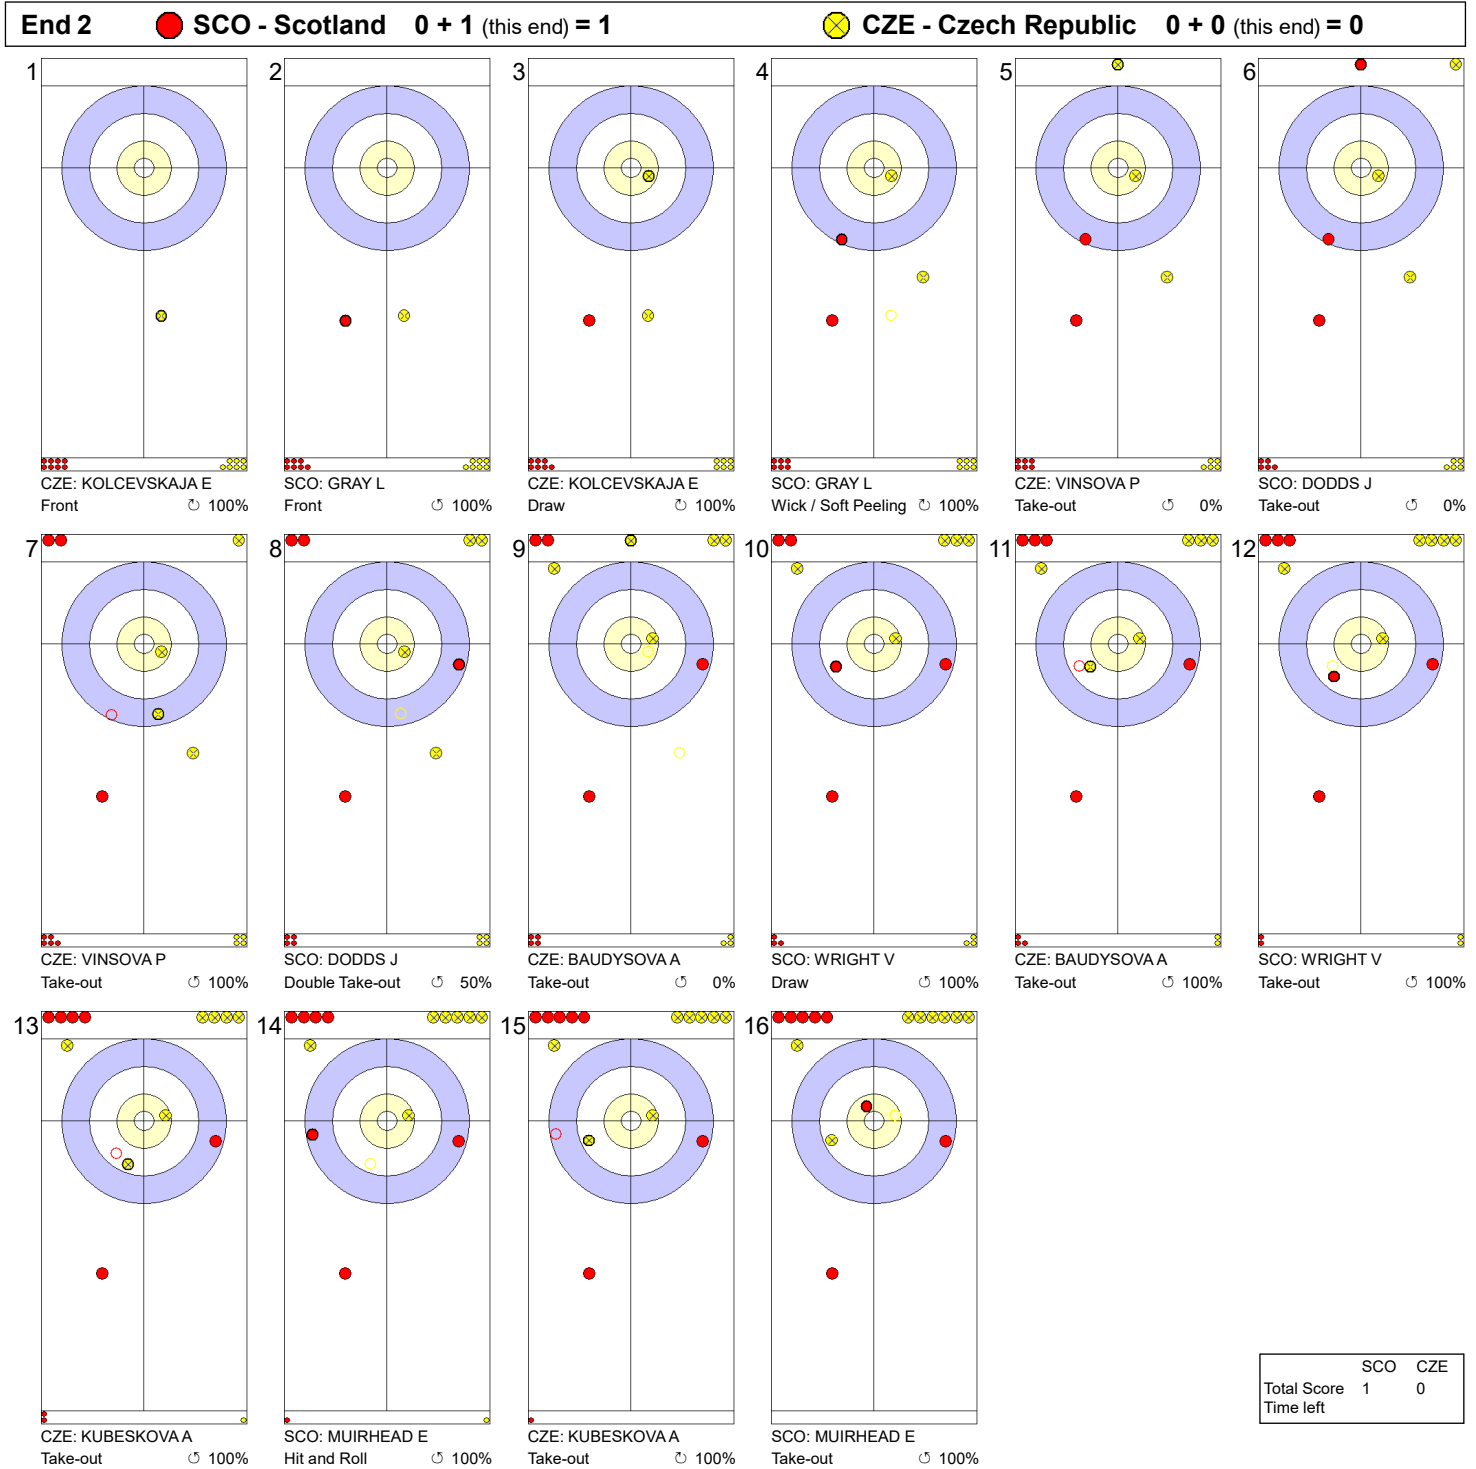 End 2 SCO - Scotland 0 + 1 (this end) = 1 CZE - Czech Republic 0 + 0 (this end) = 0
1 2 3 4 5 6
CZE: KOLCEVSKAJA E SCO: GRAY L CZE: KOLCEVSKAJA E SCO: GRAY L CZE: VINSOVA P SCO: DODDS J
Front ↻ 100% Front ↻ 100% Draw ↺ 100% Wick / Soft Peeling ↻ 100% Take-out ↺ 0% Take-out ↺ 0%
7 8 9 10 11 12
CZE: VINSOVA P SCO: DODDS J CZE: BAUDYSOVA A SCO: WRIGHT V CZE: BAUDYSOVA A SCO: WRIGHT V
Take-out ↺ 100% Double Take-out ↺ 50% Take-out ↺ 0% Draw ↺ 100% Take-out ↺ 100% Take-out ↺ 100%
13 14 15 16
CZE: KUBESKOVA A SCO: MUIRHEAD E CZE: KUBESKOVA A SCO: MUIRHEAD E
Take-out ↻ 100% Hit and Roll ↺ 100% Take-out ↻ 100% Take-out ↻ 100%
SCO CZE
Total Score 1 0
Time left